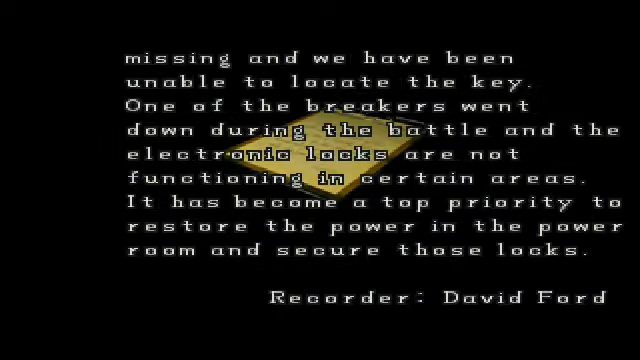 missing and we have been
unable to locate the key.
One of the breakers went
down during the battle and the
electronic locks are not
functioning in certain areas.
It has become a top priority to
restore the power in the power
room and secure those locks.
Recorder: David Ford